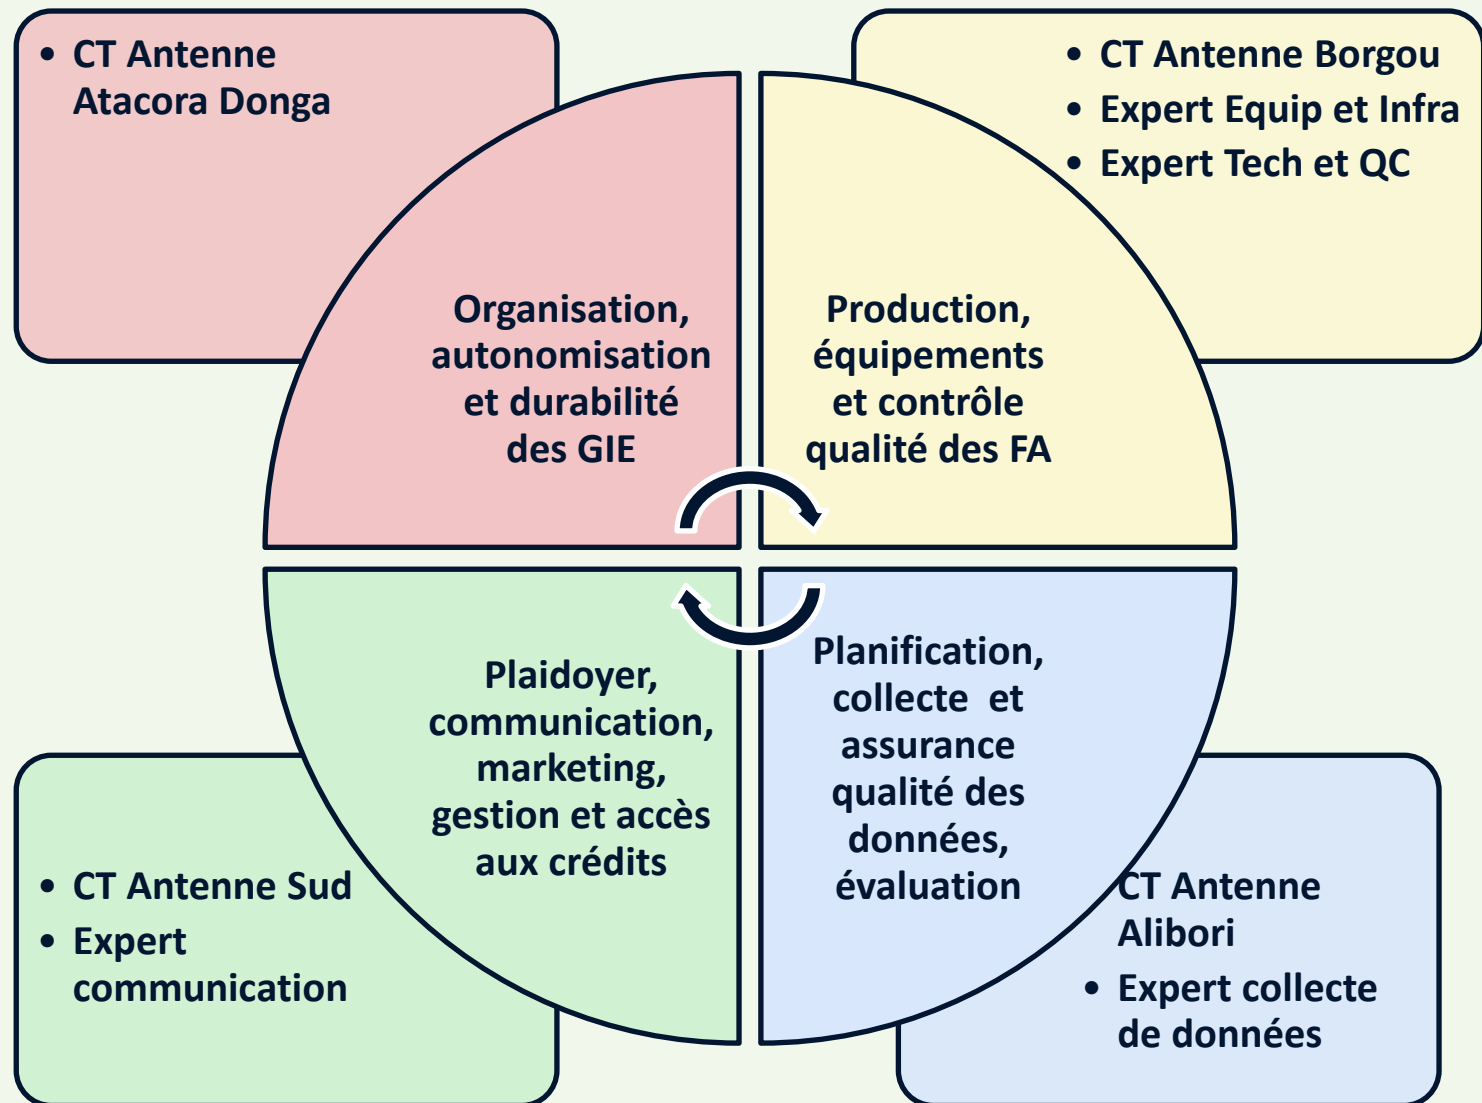 • CT Antenne
Atacora Donga
• CT Antenne Borgou
• Expert Equip et Infra
• Expert Tech et QC
Organisation,
autonomisation
et durabilité
des GIE
Production,
équipements
et contrôle
qualité des FA
Plaidoyer,
communication,
marketing,
gestion et accès
aux crédits
Planification,
collecte  et
assurance
qualité des
données,
évaluation
• CT Antenne Sud
• Expert
communication
CT Antenne
Alibori
• Expert collecte
de données